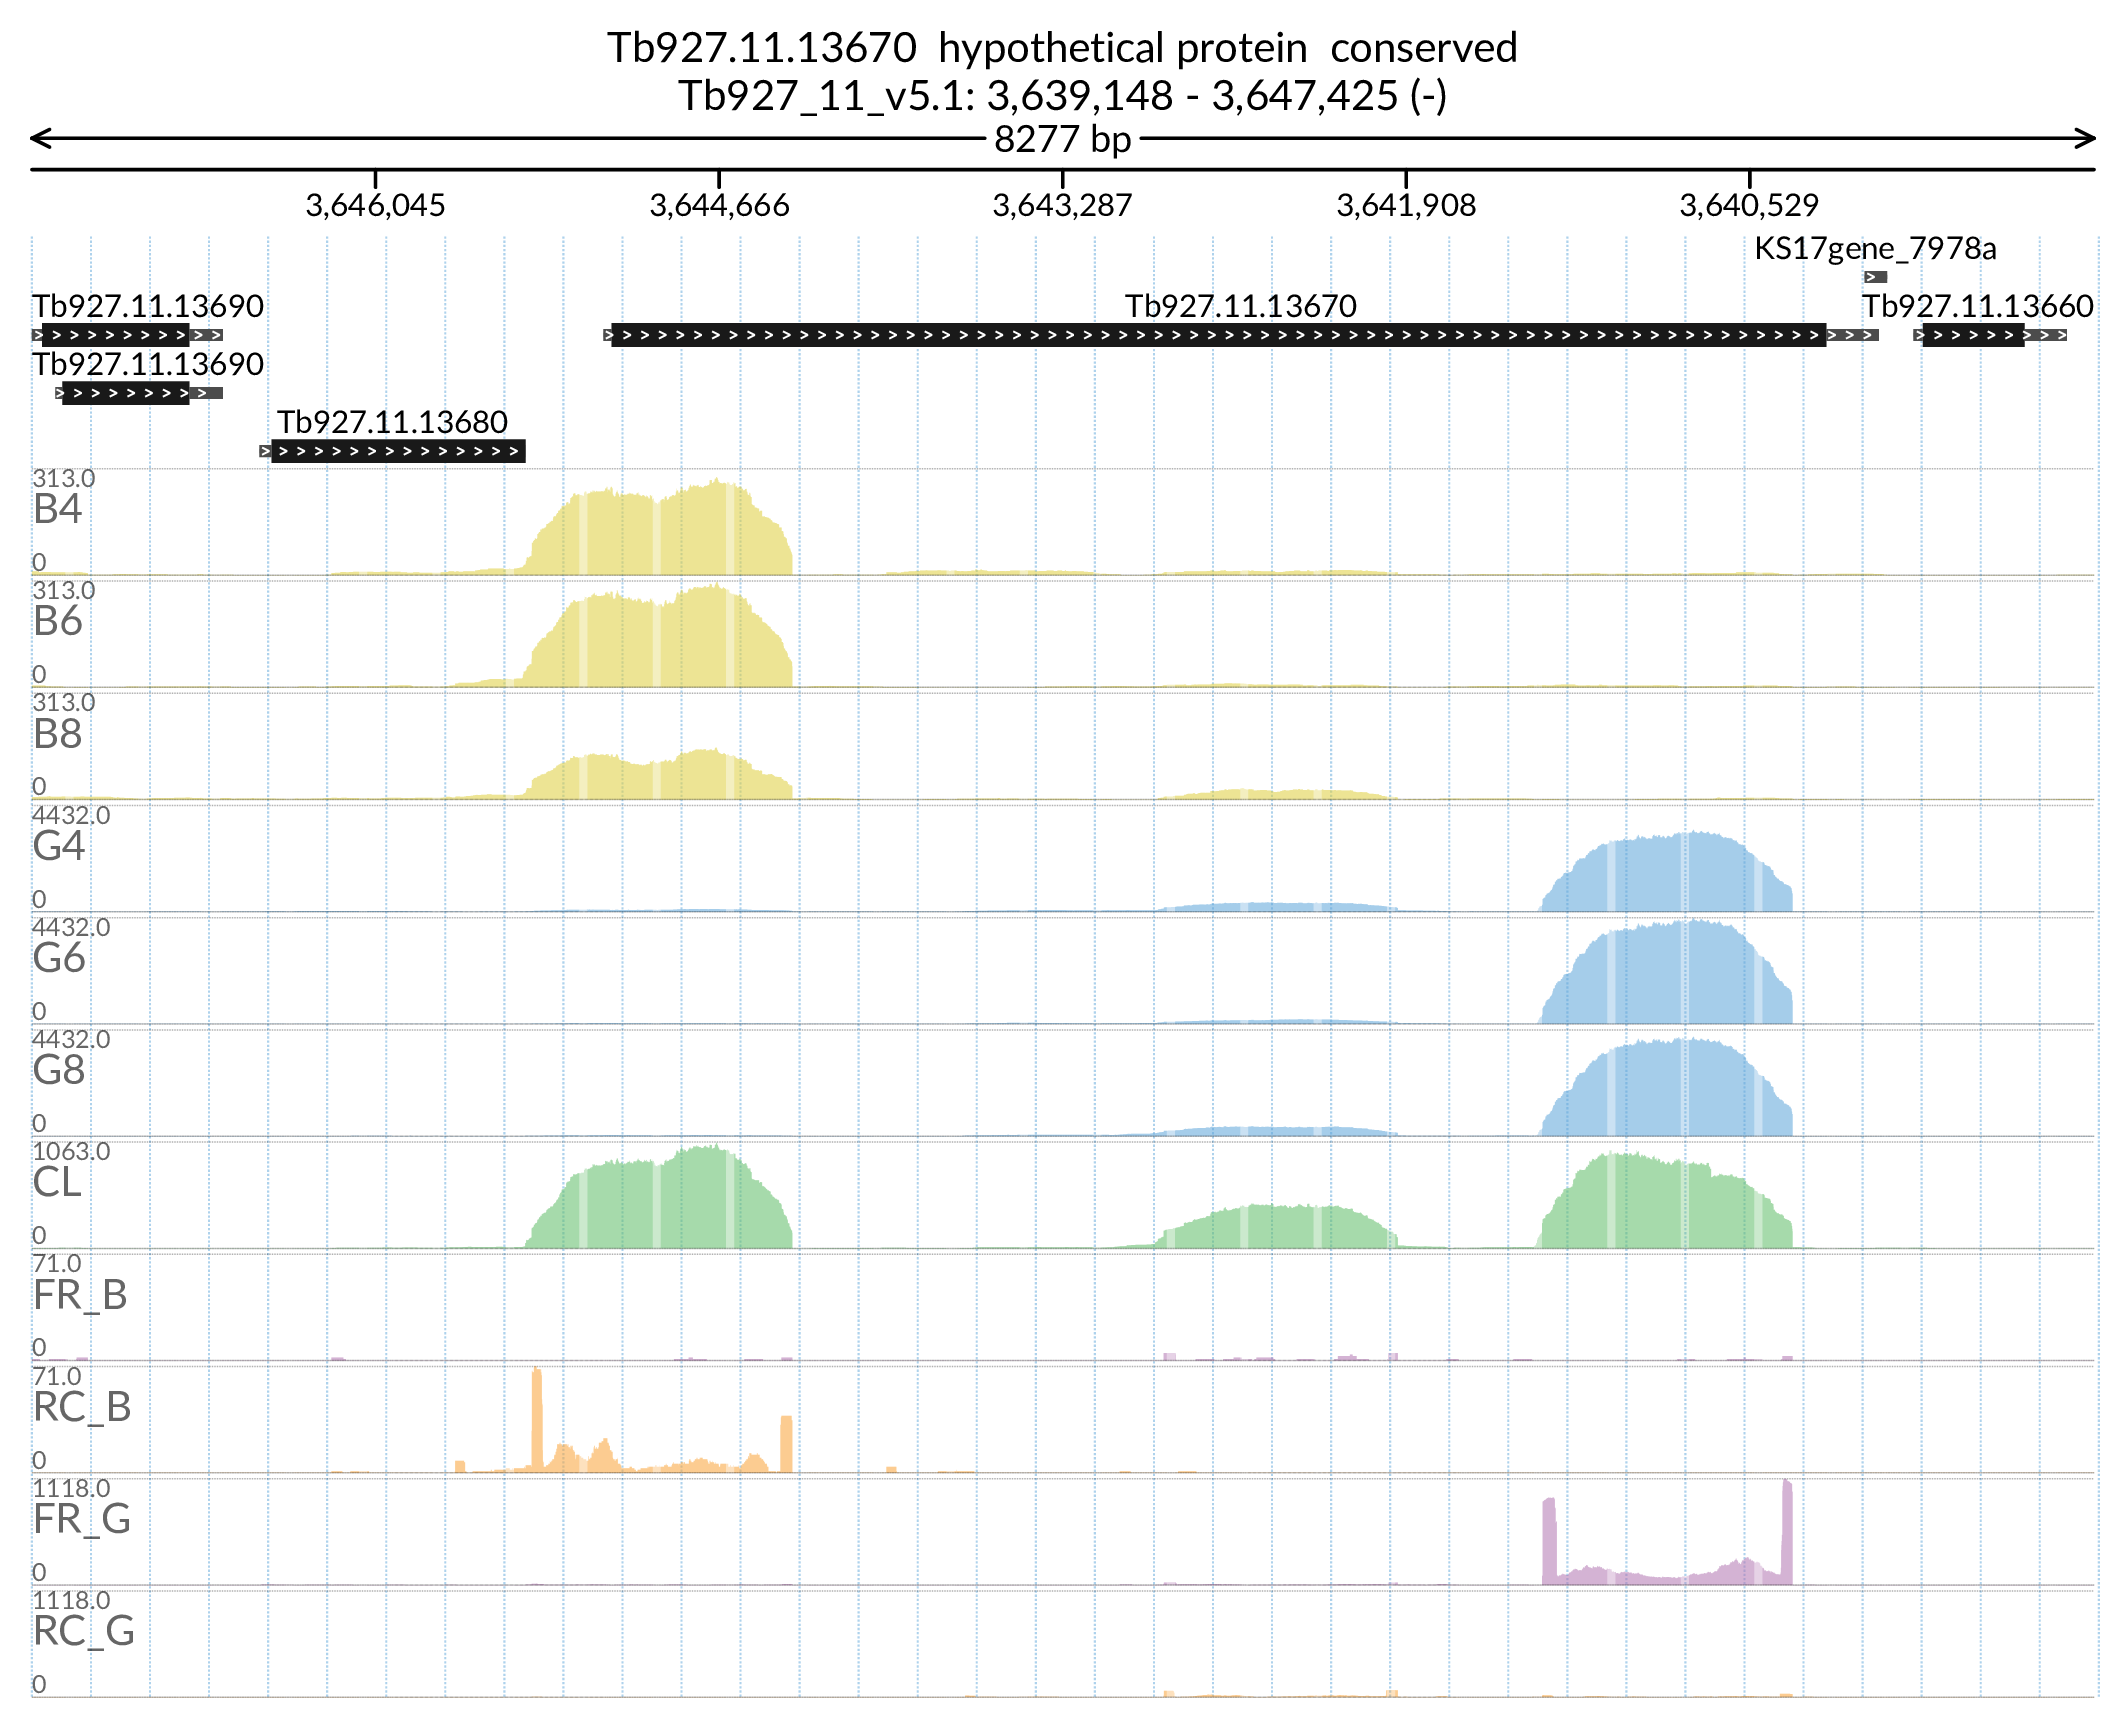 Tb927.11.13670  hypothetical protein  conserved
Tb927_11_v5.1: 3,639,148 - 3,647,425 (-)
8277 bp
3,646,045 3,644,666 3,643,287 3,641,908 3,640,529
KS17gene_7978a
Tb927.11.13690 Tb927.11.13670 Tb927.11.13660
Tb927.11.13690
Tb927.11.13680
313.0
B4
0
313.0
B6
0
313.0
B8
0
4432.0
G4
0
4432.0
G6
0
4432.0
G8
0
1063.0
CL
0
71.0
FR_B
0
71.0
RC_B
0
1118.0
FR_G
0
1118.0
RC_G
0